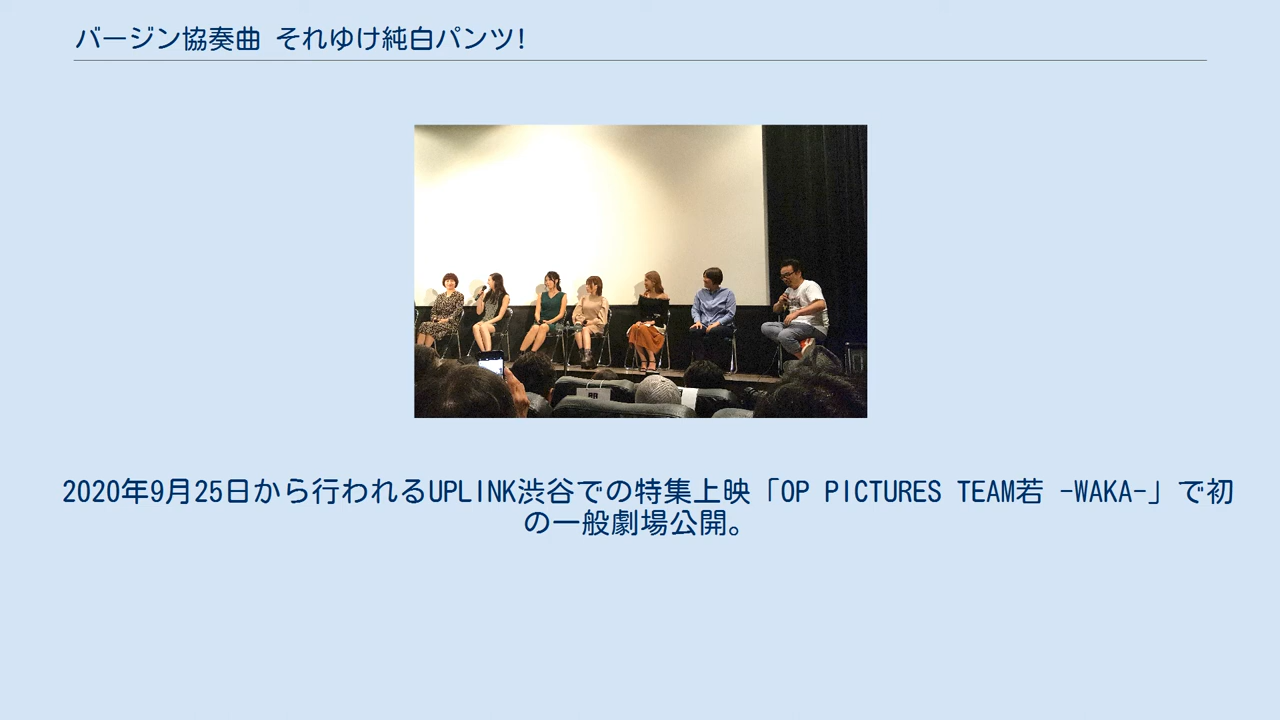 バージン協奏曲 それゆけ純白パンツ!
2020年9月25日から行われるUPLINK渋谷での特集上映「OP PICTURES TEAM若 -WAKA-」で初
の一般劇場公開。